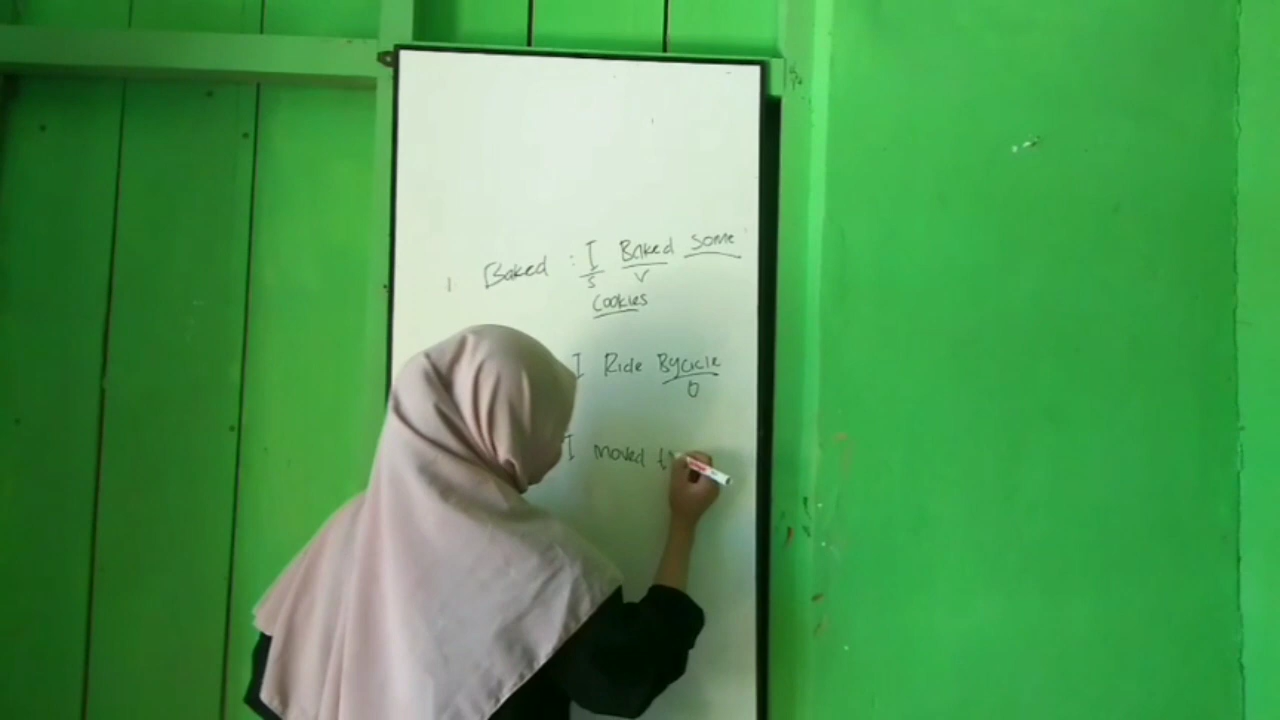 1 Baked : I Baked some
S V
Cookies
I Ride Bycicle
O
I moved